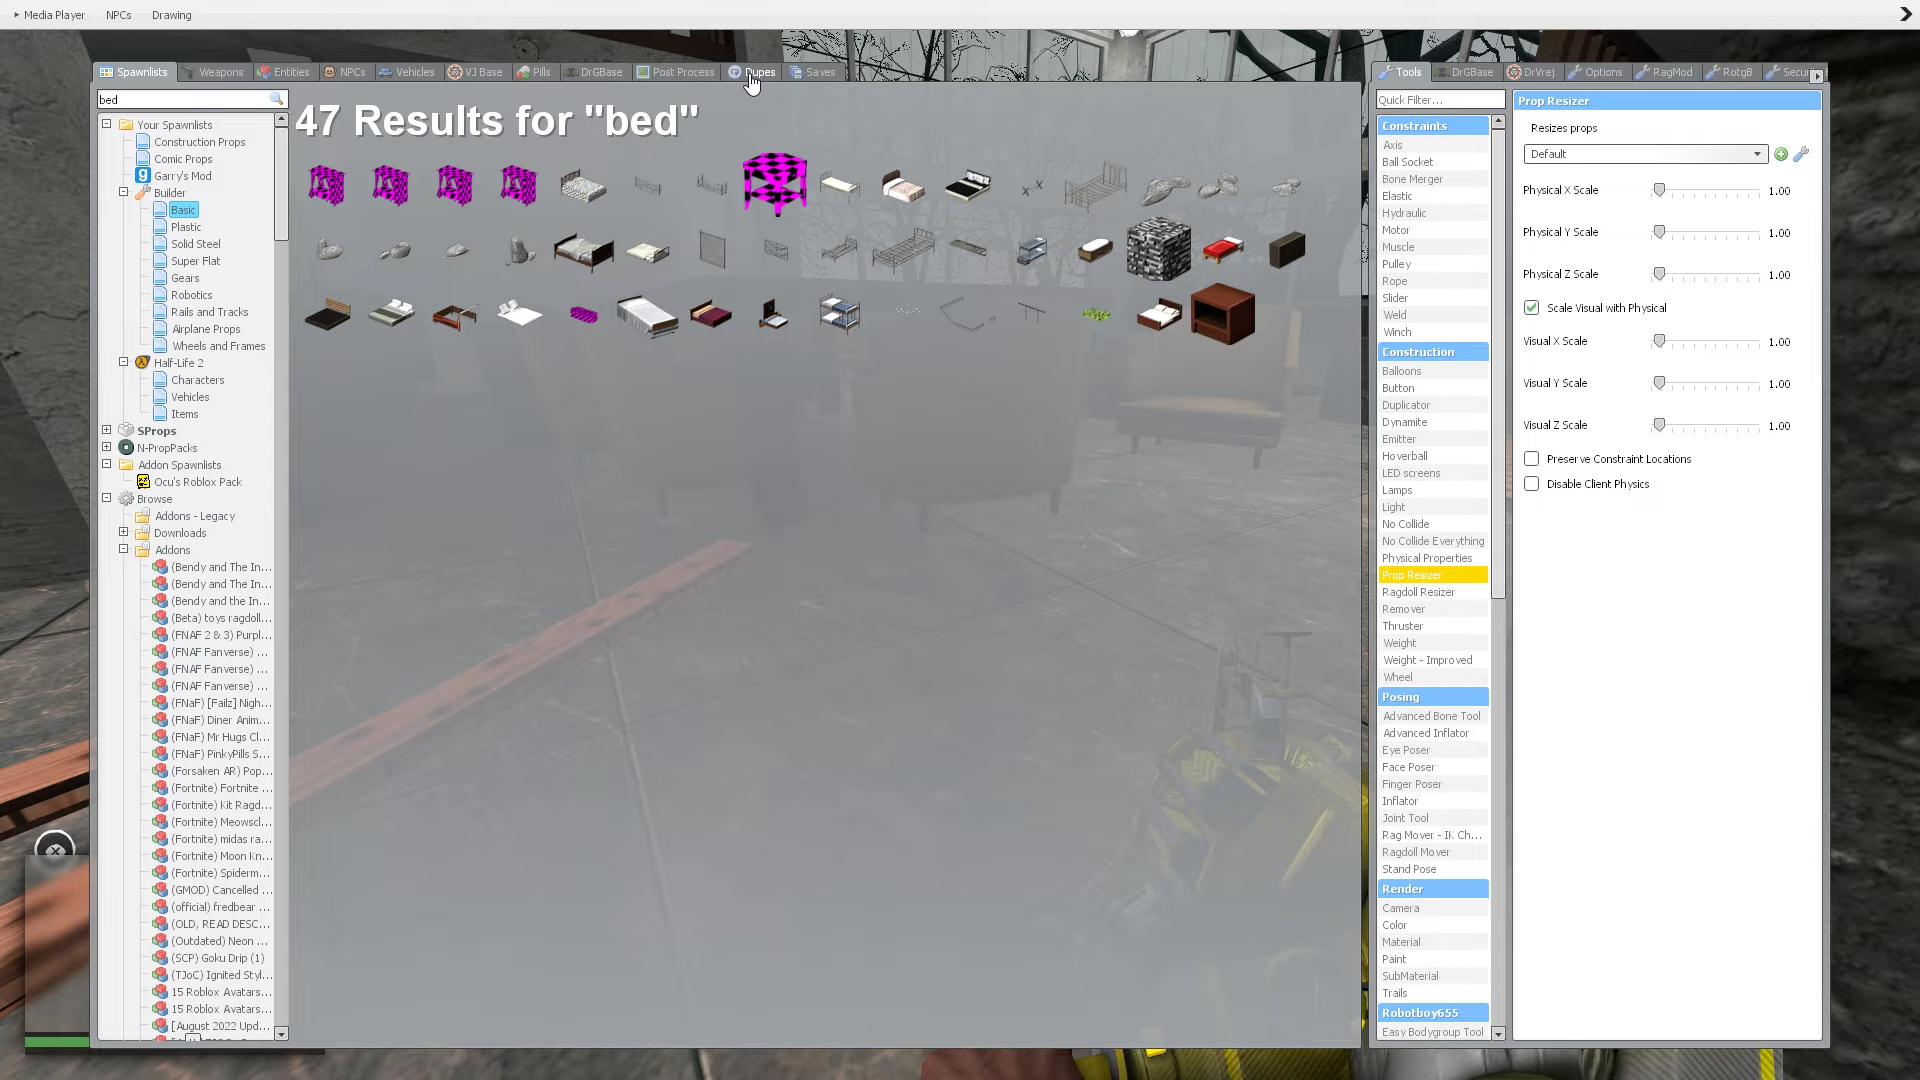 Media Player NPCs Drawing
Spawnlists Weapons Entities NPCs Vehicles VJ Base Pills DrGBase Post Process Dupes Saves
bed
47 Results for "bed"
Your Spawnlists
Construction Props
Comic Props
Garry's Mod
Builder
Basic
Plastic
Solid Steel
Super Flat
Gears
Robotics
Rails and Tracks
Airplane Props
Wheels and Frames
Half-Life 2
Characters
Vehicles
Items
SProps
N-PropPacks
Addon Spawnlists
Ocu's Roblox Pack
Browse
Addons - Legacy
Downloads
Addons
(Bendy and The In...
(Bendy and The In...
(Bendy and the In...
(Beta) toys ragdoll...
(FNAF 2 & 3) Purpl...
(FNAF Fanverse) ...
(FNAF Fanverse) ...
(FNAF Fanverse) ...
(FNaF) [Failz] Nigh...
(FNaF) Diner Anim...
(FNaF) Mr Hugs Cl...
(FNaF) PinkyPills S...
(Forsaken AR) Pop...
(Fortnite) Fortnite ...
(Fortnite) Kit Ragd...
(Fortnite) Meowscl...
(Fortnite) midas ra...
(Fortnite) Moon Kn...
(Fortnite) Spiderm...
(GMOD) Cancelled ...
(official) fredbear ...
(OLD, READ DESC...
(Outdated) Neon ...
(SCP) Goku Drip (1)
(TJoC) Ignited Styl...
15 Roblox Avatars...
15 Roblox Avatars...
[ August 2022 Upd...
Tools DrGBase DrVrej Options RagMod RotgB Secu
Quick Filter...
Constraints
Axis
Ball Socket
Bone Merger
Elastic
Hydraulic
Motor
Muscle
Pulley
Rope
Slider
Weld
Winch
Construction
Balloons
Button
Duplicator
Dynamite
Emitter
Hoverball
LED screens
Lamps
Light
No Collide
No Collide Everything
Physical Properties
Prop Resizer
Ragdoll Resizer
Remover
Thruster
Weight
Weight - Improved
Wheel
Posing
Advanced Bone Tool
Advanced Inflator
Eye Poser
Face Poser
Finger Poser
Inflator
Joint Tool
Rag Mover - IK Ch...
Ragdoll Mover
Stand Pose
Render
Camera
Color
Material
Paint
SubMaterial
Trails
Robotboy655
Easy Bodygroup Tool
Prop Resizer
Resizes props
Default
Physical X Scale 1.00
Physical Y Scale 1.00
Physical Z Scale 1.00
Scale Visual with Physical
Visual X Scale 1.00
Visual Y Scale 1.00
Visual Z Scale 1.00
Preserve Constraint Locations
Disable Client Physics